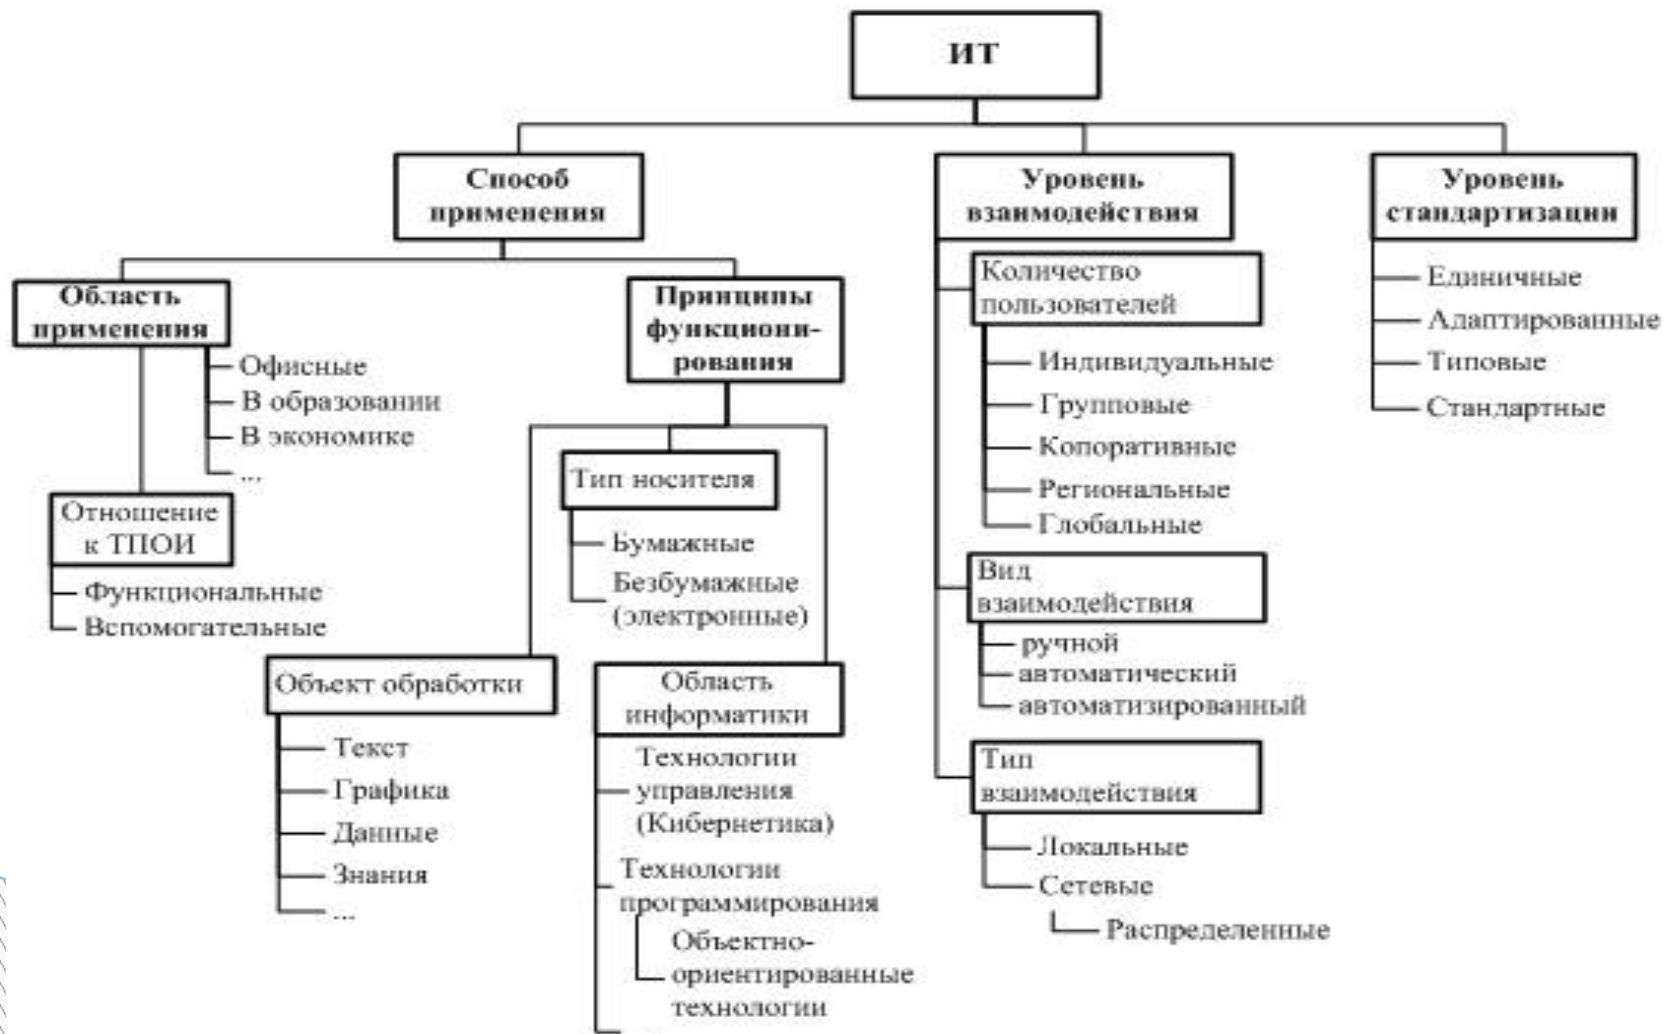 ИТ
Способ
применения
Уровень
взаимодействия
Уровень
стандартизации
Область
применения
Офисные
В образовании
В экономике
...
Отношение
к ТПОИ
Функциональные
Вспомогательные
Принципы
функциони-
рования
Тип носителя
Бумажные
Безбумажные
(электронные)
Объект обработки
Текст
Графика
Данные
Знания
...
Область
информатики
Технологии
управления
(Кибернетика)
Технологии
программирования
Объектно-
ориентированные
технологии
Количество
пользователей
Индивидуальные
Групповые
Копоративные
Региональные
Глобальные
Вид
взаимодействия
ручной
автоматический
автоматизированный
Тип
взаимодействия
Локальные
Сетевые
Распределенные
Единичные
Адаптированные
Типовые
Стандартные